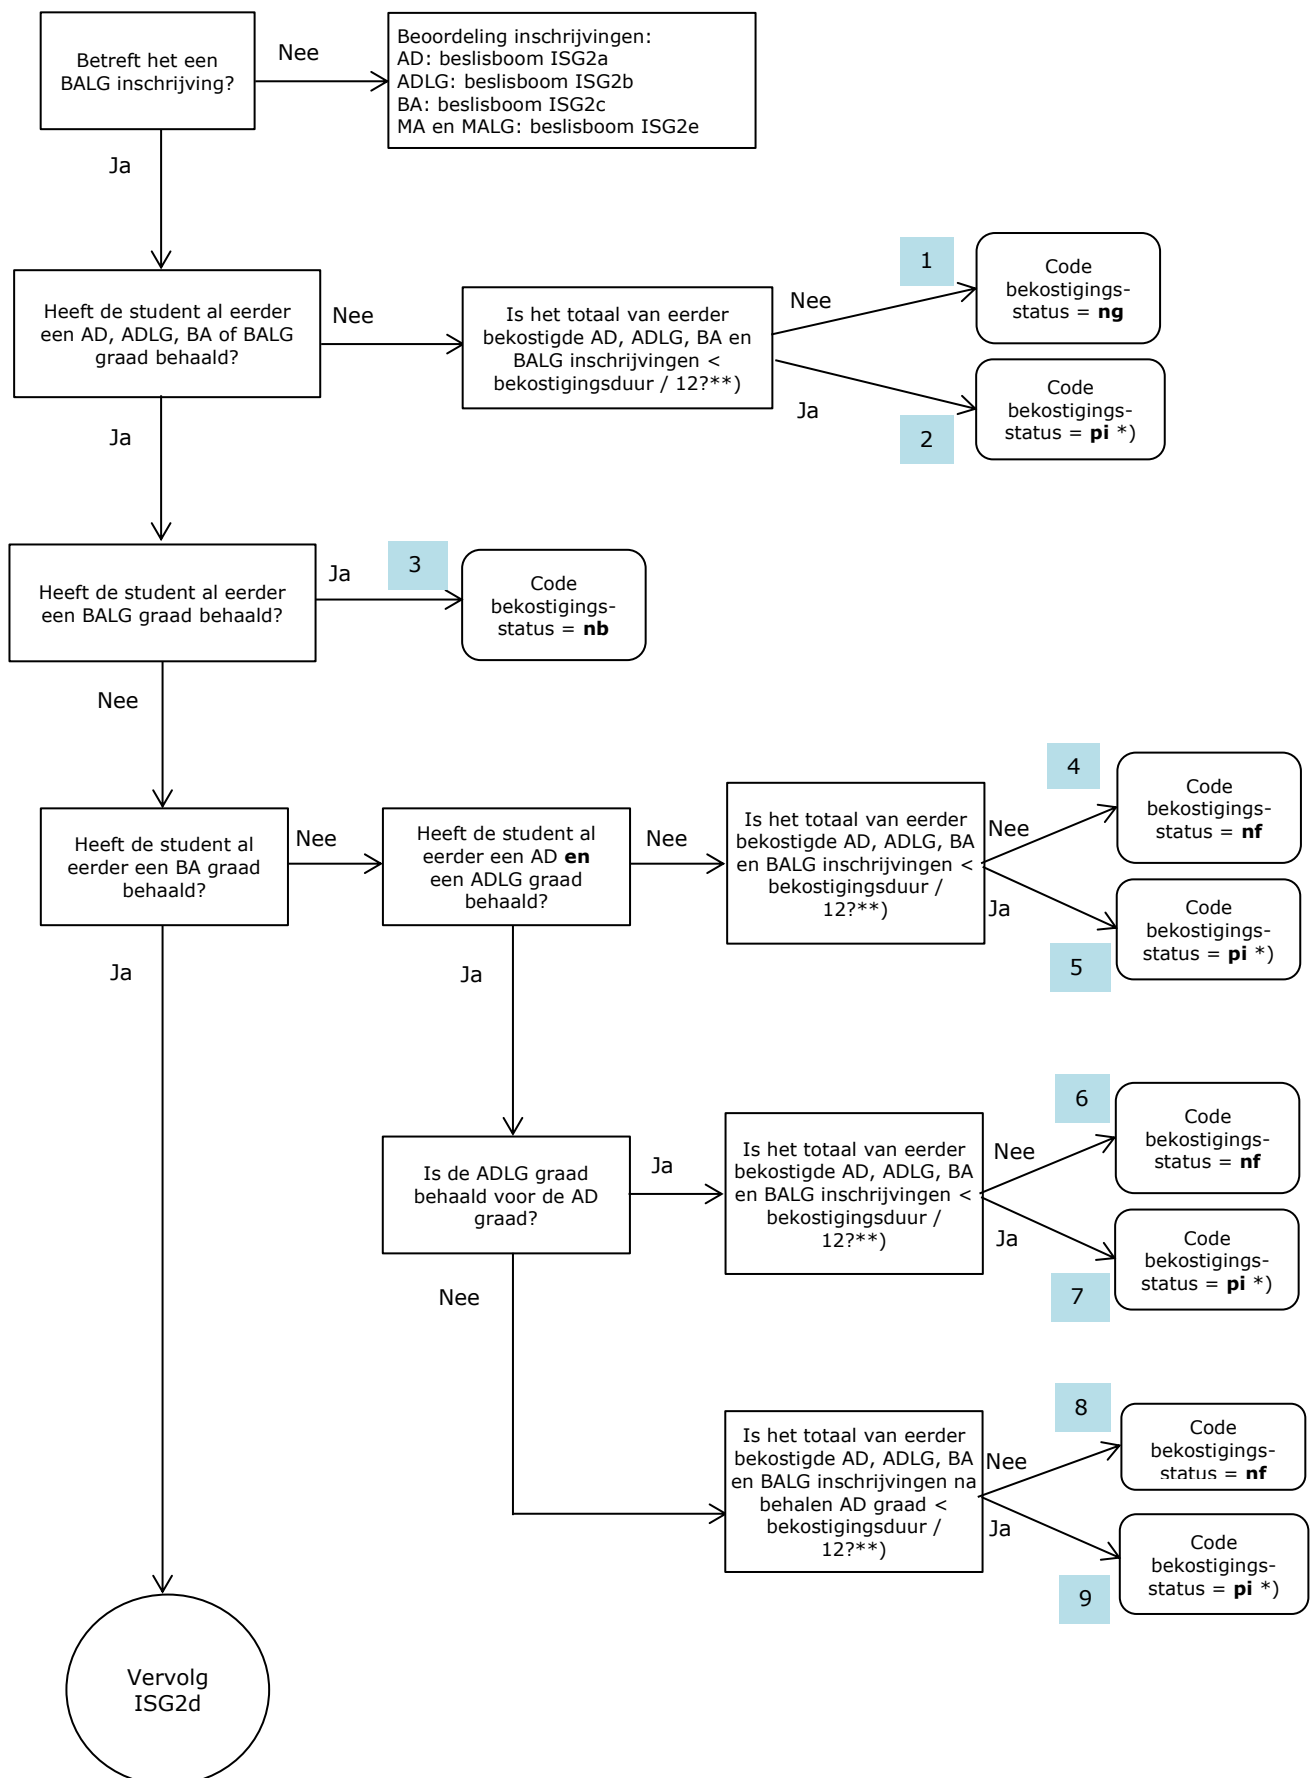 Betreft het een
BALG inschrijving?
Nee
Beoordeling inschrijvingen:
AD: beslisboom ISG2a
ADLG: beslisboom ISG2b
BA: beslisboom ISG2c
MA en MALG: beslisboom ISG2e
Ja
Heeft de student al eerder
een AD, ADLG, BA of BALG
graad behaald?
Nee
Is het totaal van eerder
bekostigde AD, ADLG, BA en
BALG inschrijvingen <
bekostigingsduur / 12?**)
Nee
1
Code
bekostigings-
status = ng
Ja
2
Code
bekostigings-
status = pi *)
Ja
Heeft de student al eerder
een BALG graad behaald?
Ja
3
Code
bekostigings-
status = nb
Nee
Heeft de student al
eerder een BA graad
behaald?
Nee
Heeft de student al
eerder een AD en
een ADLG graad
behaald?
Nee
Is het totaal van eerder
bekostigde AD, ADLG, BA
en BALG inschrijvingen <
bekostigingsduur /
12?**)
Nee
4
Code
bekostigings-
status = nf
Ja
5
Code
bekostigings-
status = pi *)
Ja
Ja
Is de ADLG graad
behaald voor de AD
graad?
Ja
Is het totaal van eerder
bekostigde AD, ADLG, BA
en BALG inschrijvingen <
bekostigingsduur /
12?**)
Nee
6
Code
bekostigings-
status = nf
Ja
7
Code
bekostigings-
status = pi *)
Nee
Is het totaal van eerder
bekostigde AD, ADLG, BA
en BALG inschrijvingen na
behalen AD graad <
bekostigingsduur /
12?**)
Nee
8
Code
bekostigings-
status = nf
Ja
9
Code
bekostigings-
status = pi *)
Vervolg
ISG2d